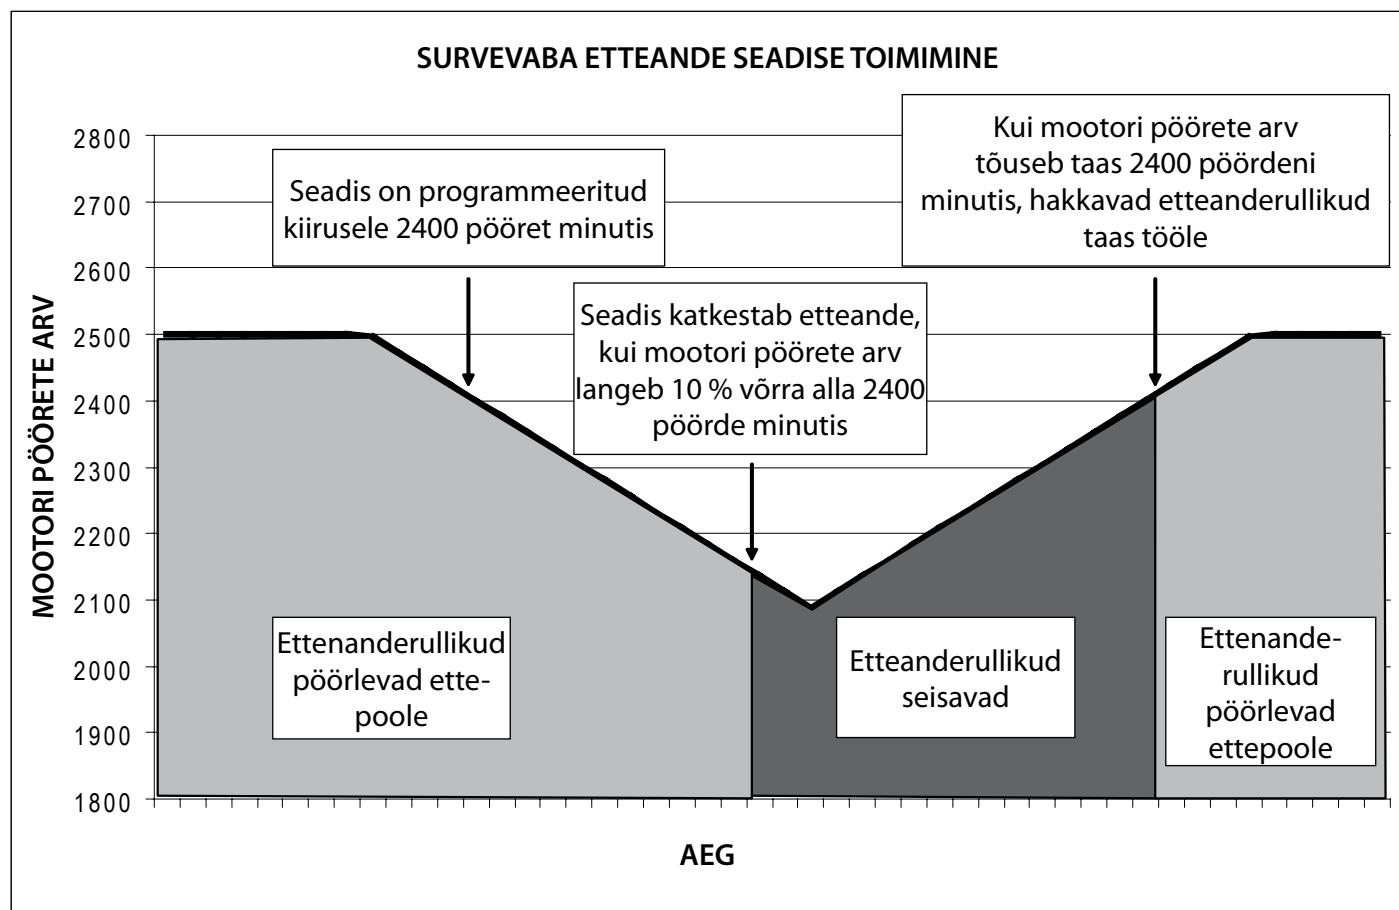 SURVEVABA ETTEANDE SEADISE TOIMIMINE
MOOTORI PÖÖRETE ARV
2800
2700
2600
2500
2400
2300
2200
2100
2000
1900
1800
Seadis on programmeeritud
kiirusele 2400 pööret minutis
Seadis katkestab etteande,
kui mootori pöörete arv
langeb 10 % võrra alla 2400
pöörde minutis
Kui mootori pöörete arv
tõuseb taas 2400 pöördeni
minutis, hakkavad etteanderullikud
taas tööle
Ettenanderullikud
pöörlevad ette-
poole
Etteanderullikud
seisavad
Ettenande-
rullikud
pöörlevad
ettepoole
AEG